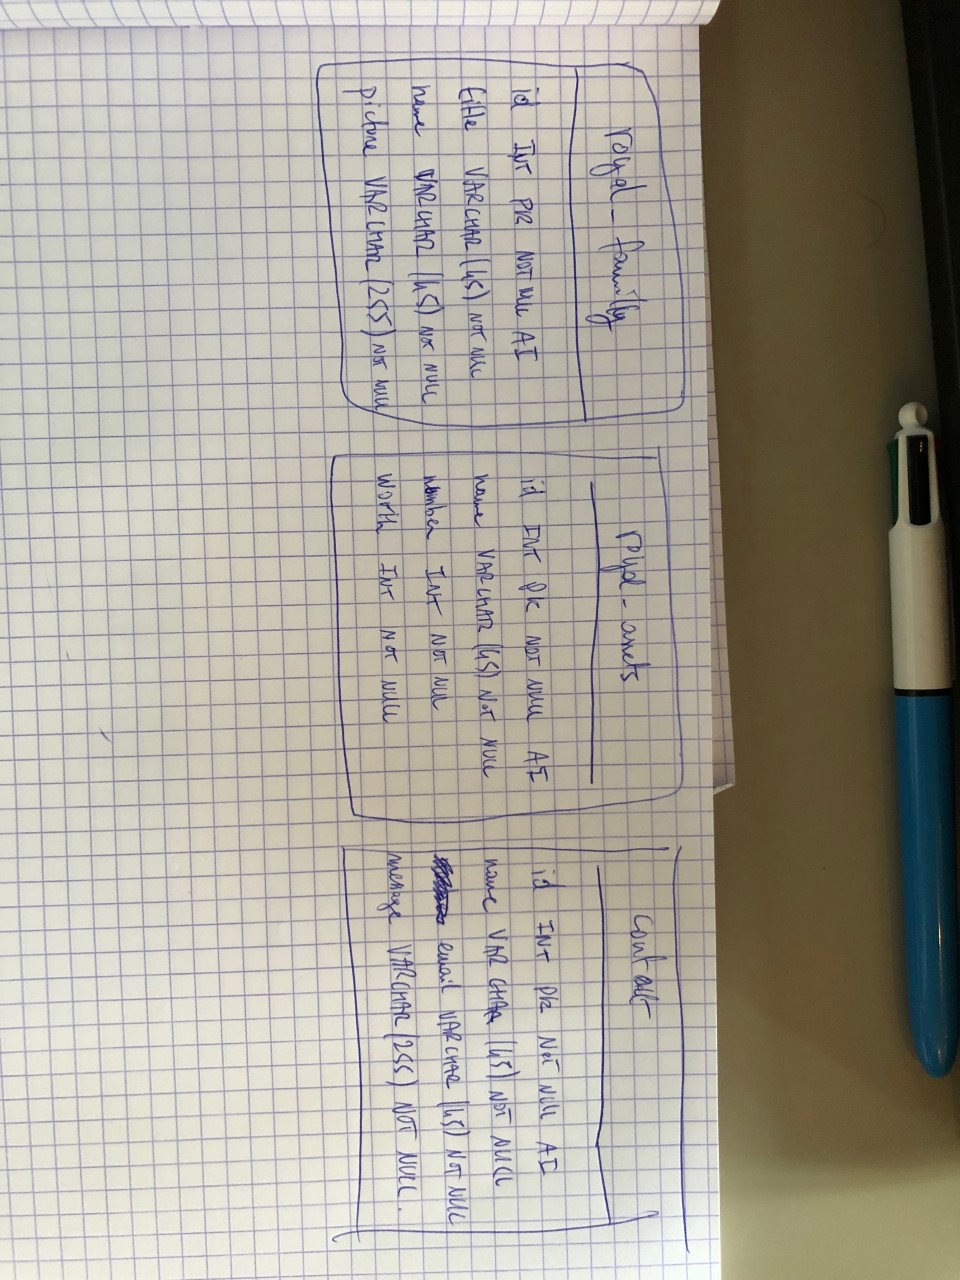 royal_family
id INT PK NOT NULL AI
title VARCHAR(45) NOT NULL
name VARCHAR(45) NOT NULL
picture VARCHAR(255) NOT NULL
royal-assets
id INT PK NOT NULL AI
name VARCHAR(45) NOT NULL
number INT NOT NULL
worth INT NOT NULL
contact
id INT PK NOT NULL AI
name VARCHAR(45) NOT NULL
email VARCHAR(45) NOT NULL
message VARCHAR(255) NOT NULL.